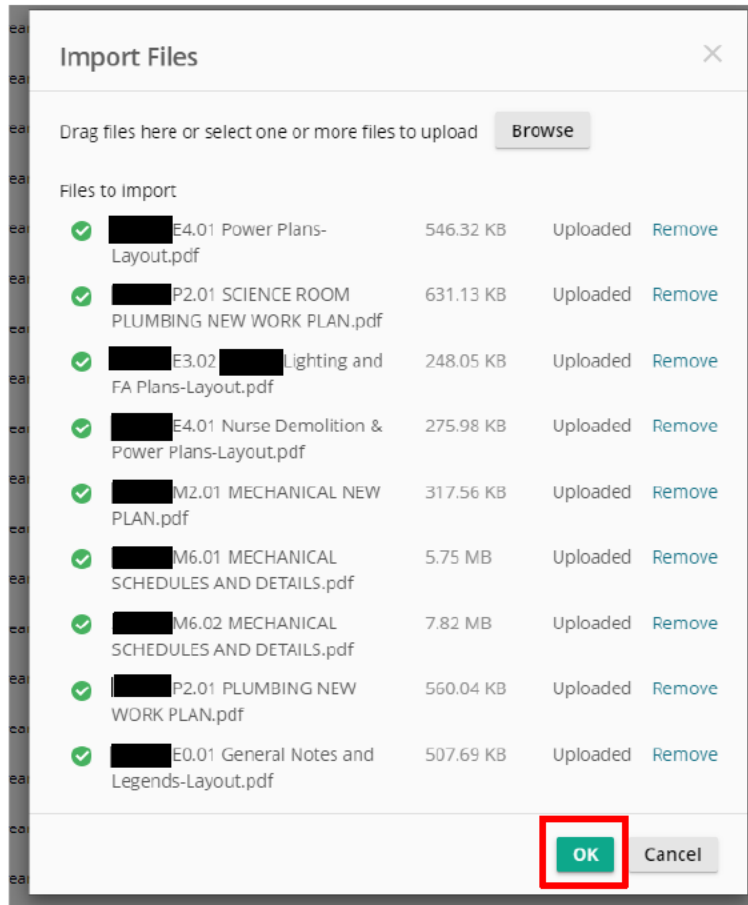 Import Files
Drag files here or select one or more files to upload Browse
Files to import
E4.01 Power Plans- 546.32 KB Uploaded Remove
Layout.pdf
P2.01 SCIENCE ROOM 631.13 KB Uploaded Remove
PLUMBING NEW WORK PLAN.pdf
E3.02 Lighting and 248.05 KB Uploaded Remove
FA Plans-Layout.pdf
E4.01 Nurse Demolition & 275.98 KB Uploaded Remove
Power Plans-Layout.pdf
M2.01 MECHANICAL NEW 317.56 KB Uploaded Remove
PLAN.pdf
M6.01 MECHANICAL 5.75 MB Uploaded Remove
SCHEDULES AND DETAILS.pdf
M6.02 MECHANICAL 7.82 MB Uploaded Remove
SCHEDULES AND DETAILS.pdf
P2.01 PLUMBING NEW 560.04 KB Uploaded Remove
WORK PLAN.pdf
E0.01 General Notes and 507.69 KB Uploaded Remove
Legends-Layout.pdf
OK Cancel